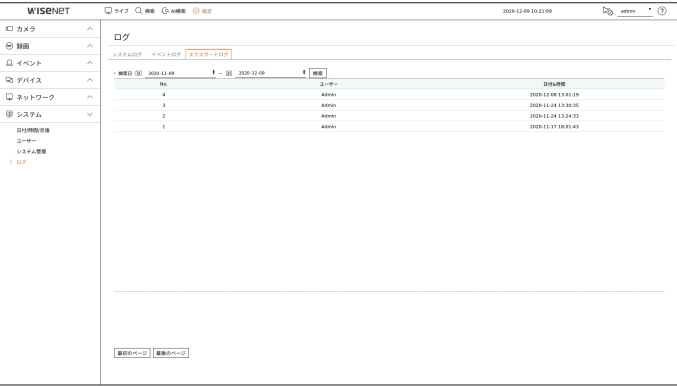 WISENET
ライブ 検索 AI検索 設定 2020-12-09 10:21:09 admin
カメラ
録画
イベント
デバイス
ネットワーク
システム
日付/時間/言語
ユーザー
システム管理
ログ
ログ
システムログ イベントログ エクスポートログ
検索日 2020-11-09 ~ 2020-12-09 検索
No. ユーザー 日付&時間
4 Admin 2020-12-08 13:01:19
3 Admin 2020-11-24 13:30:35
2 Admin 2020-11-24 13:24:33
1 Admin 2020-11-17 18:01:43
最初のページ 最後のページ